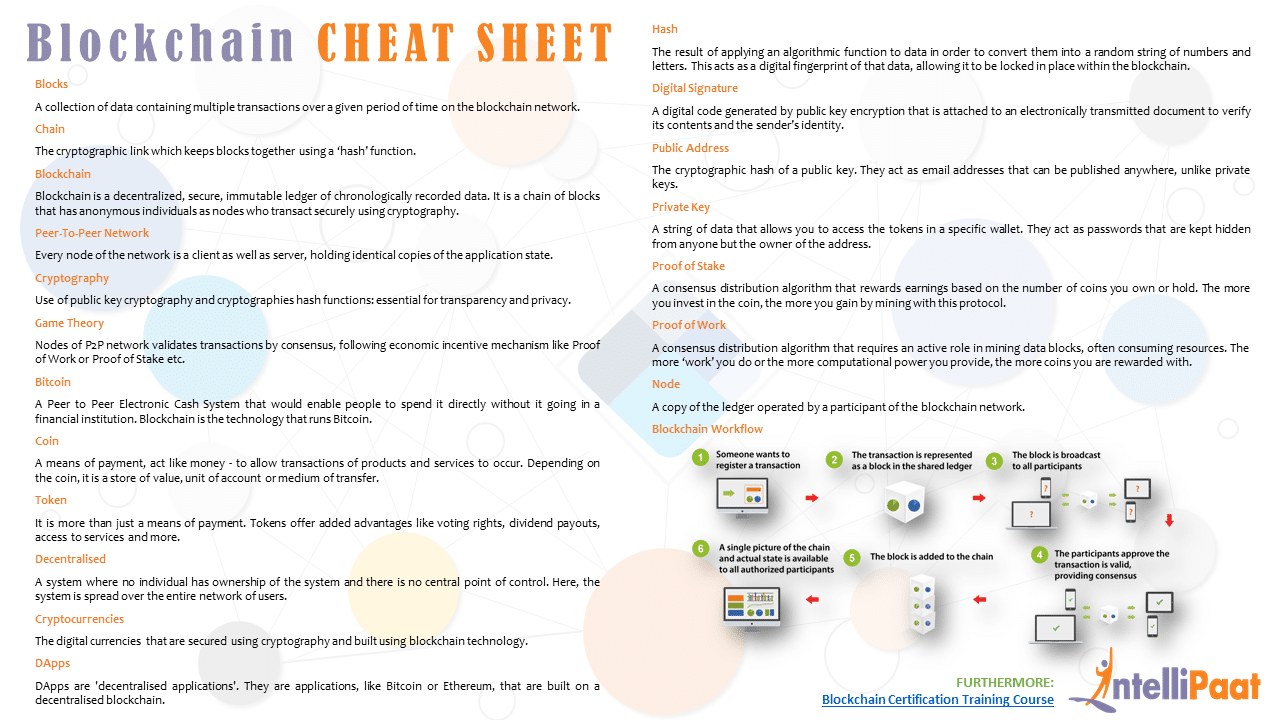 Blockchain CHEAT SHEET
Blocks
A collection of data containing multiple transactions over a given period of time on the blockchain network.
Chain
The cryptographic link which keeps blocks together using a ‘hash’ function.
Blockchain
Blockchain is a decentralized, secure, immutable ledger of chronologically recorded data. It is a chain of blocks
that has anonymous individuals as nodes who transact securely using cryptography.
Peer-To-Peer Network
Every node of the network is a client as well as server, holding identical copies of the application state.
Cryptography
Use of public key cryptography and cryptographies hash functions: essential for transparency and privacy.
Game Theory
Nodes of P2P network validates transactions by consensus, following economic incentive mechanism like Proof
of Work or Proof of Stake etc.
Bitcoin
A Peer to Peer Electronic Cash System that would enable people to spend it directly without it going in a
financial institution. Blockchain is the technology that runs Bitcoin.
Coin
A means of payment, act like money - to allow transactions of products and services to occur. Depending on
the coin, it is a store of value, unit of account or medium of transfer.
Token
It is more than just a means of payment. Tokens offer added advantages like voting rights, dividend payouts,
access to services and more.
Decentralised
A system where no individual has ownership of the system and there is no central point of control. Here, the
system is spread over the entire network of users.
Cryptocurrencies
The digital currencies that are secured using cryptography and built using blockchain technology.
DApps
DApps are 'decentralised applications'. They are applications, like Bitcoin or Ethereum, that are built on a
decentralised blockchain.
Hash
The result of applying an algorithmic function to data in order to convert them into a random string of numbers and
letters. This acts as a digital fingerprint of that data, allowing it to be locked in place within the blockchain.
Digital Signature
A digital code generated by public key encryption that is attached to an electronically transmitted document to verify
its contents and the sender’s identity.
Public Address
The cryptographic hash of a public key. They act as email addresses that can be published anywhere, unlike private
keys.
Private Key
A string of data that allows you to access the tokens in a specific wallet. They act as passwords that are kept hidden
from anyone but the owner of the address.
Proof of Stake
A consensus distribution algorithm that rewards earnings based on the number of coins you own or hold. The more
you invest in the coin, the more you gain by mining with this protocol.
Proof of Work
A consensus distribution algorithm that requires an active role in mining data blocks, often consuming resources. The
more ‘work’ you do or the more computational power you provide, the more coins you are rewarded with.
Node
A copy of the ledger operated by a participant of the blockchain network.
Blockchain Workflow
1 Someone wants to
register a transaction
2 The transaction is represented
as a block in the shared ledger
3 The block is broadcast
to all participants
? ? ? ?
4 The participants approve the
transaction is valid,
providing consensus
5 The block is added to the chain
6 A single picture of the chain
and actual state is available
to all authorized participants
FURTHERMORE:
Blockchain Certification Training Course
IntelliPaat